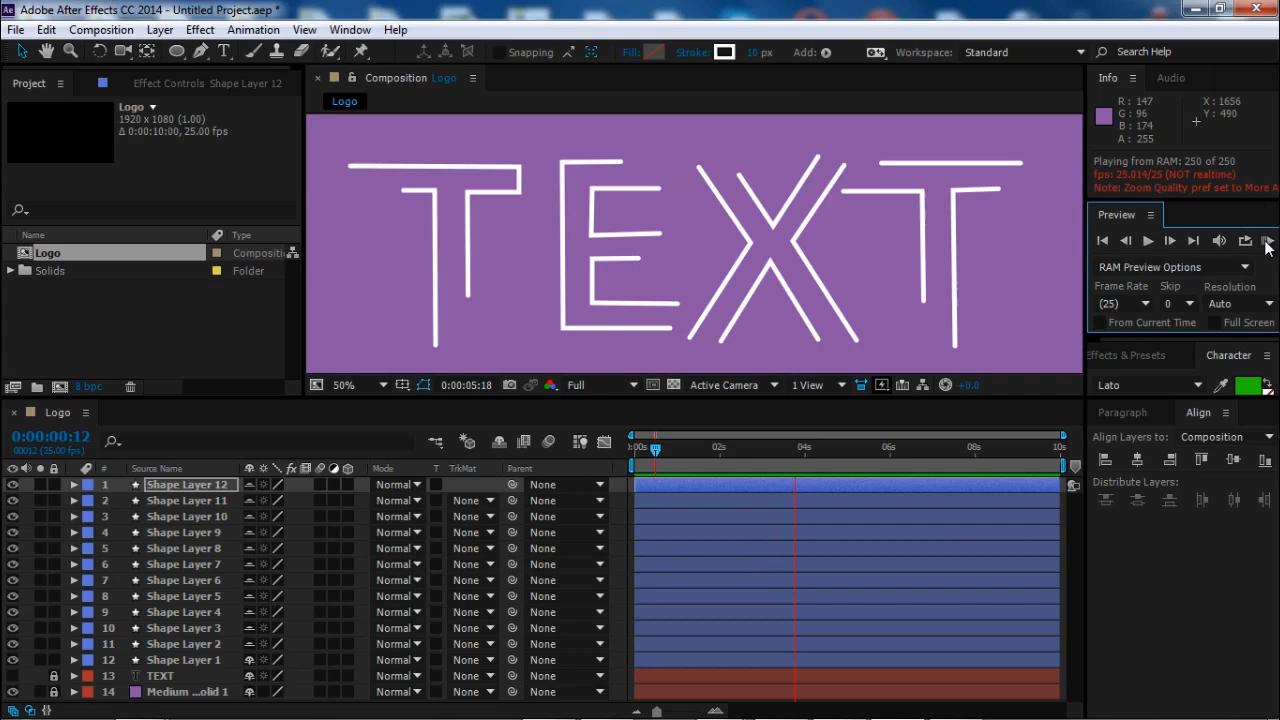 Ae Adobe After Effects CC 2014 - Untitled Project.aep *
File Edit Composition Layer Effect Animation View Window Help
Snapping Fill: Stroke: 10 px Add: Workspace: Standard Search Help
Project Effect Controls Shape Layer 12
Logo
1920 x 1080 (1.00)
Δ 0:00:10:00, 25.00 fps
Name Type
Logo Compositi
Solids Folder
8 bpc
Composition Logo
Logo
TEXT
50% 0:00:05:18 Full Active Camera 1 View +0.0
Info Audio
R : 147 X : 1656
G : 96 Y : 490
B : 174
A : 255
Playing from RAM: 250 of 250
fps: 25.014/25 (NOT realtime)
Note: Zoom Quality pref set to More A
Preview
RAM Preview Options
Frame Rate Skip Resolution
(25) 0 Auto
From Current Time Full Screen
Effects & Presets Character
Lato
Paragraph Align
Align Layers to: Composition
Distribute Layers:
Logo
0:00:00:12
00012 (25.00 fps)
:00s 02s 04s 06s 08s 10s
# Source Name fx Mode T TrkMat Parent
1 Shape Layer 12 Normal None
2 Shape Layer 11 Normal None None
3 Shape Layer 10 Normal None None
4 Shape Layer 9 Normal None None
5 Shape Layer 8 Normal None None
6 Shape Layer 7 Normal None None
7 Shape Layer 6 Normal None None
8 Shape Layer 5 Normal None None
9 Shape Layer 4 Normal None None
10 Shape Layer 3 Normal None None
11 Shape Layer 2 Normal None None
12 Shape Layer 1 Normal None None
13 T TEXT Normal None None
14 Medium ...olid 1 Normal None None